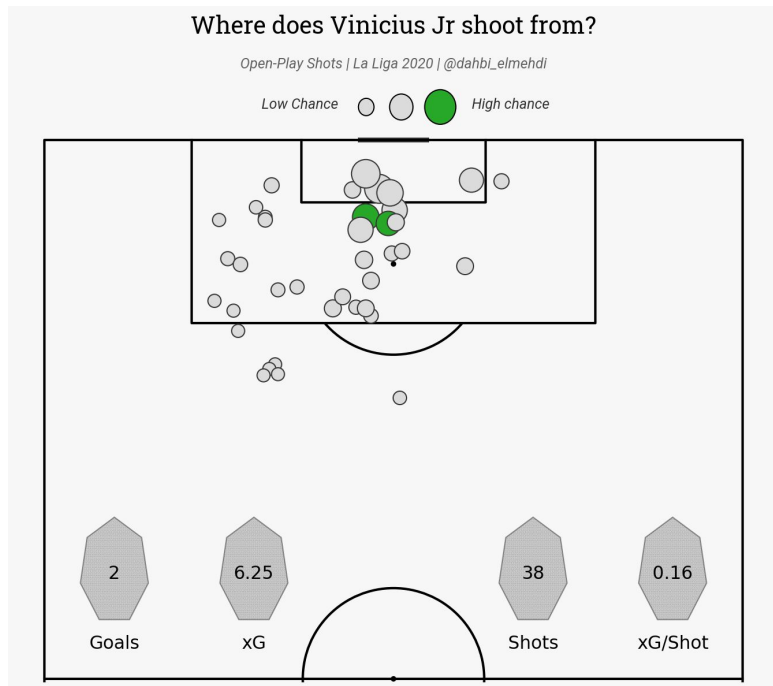 Where does Vinicius Jr shoot from?
Open-Play Shots | La Liga 2020 | @dahbi_elmehdi
Low Chance High chance
2 6.25 38 0.16
Goals xG Shots xG/Shot